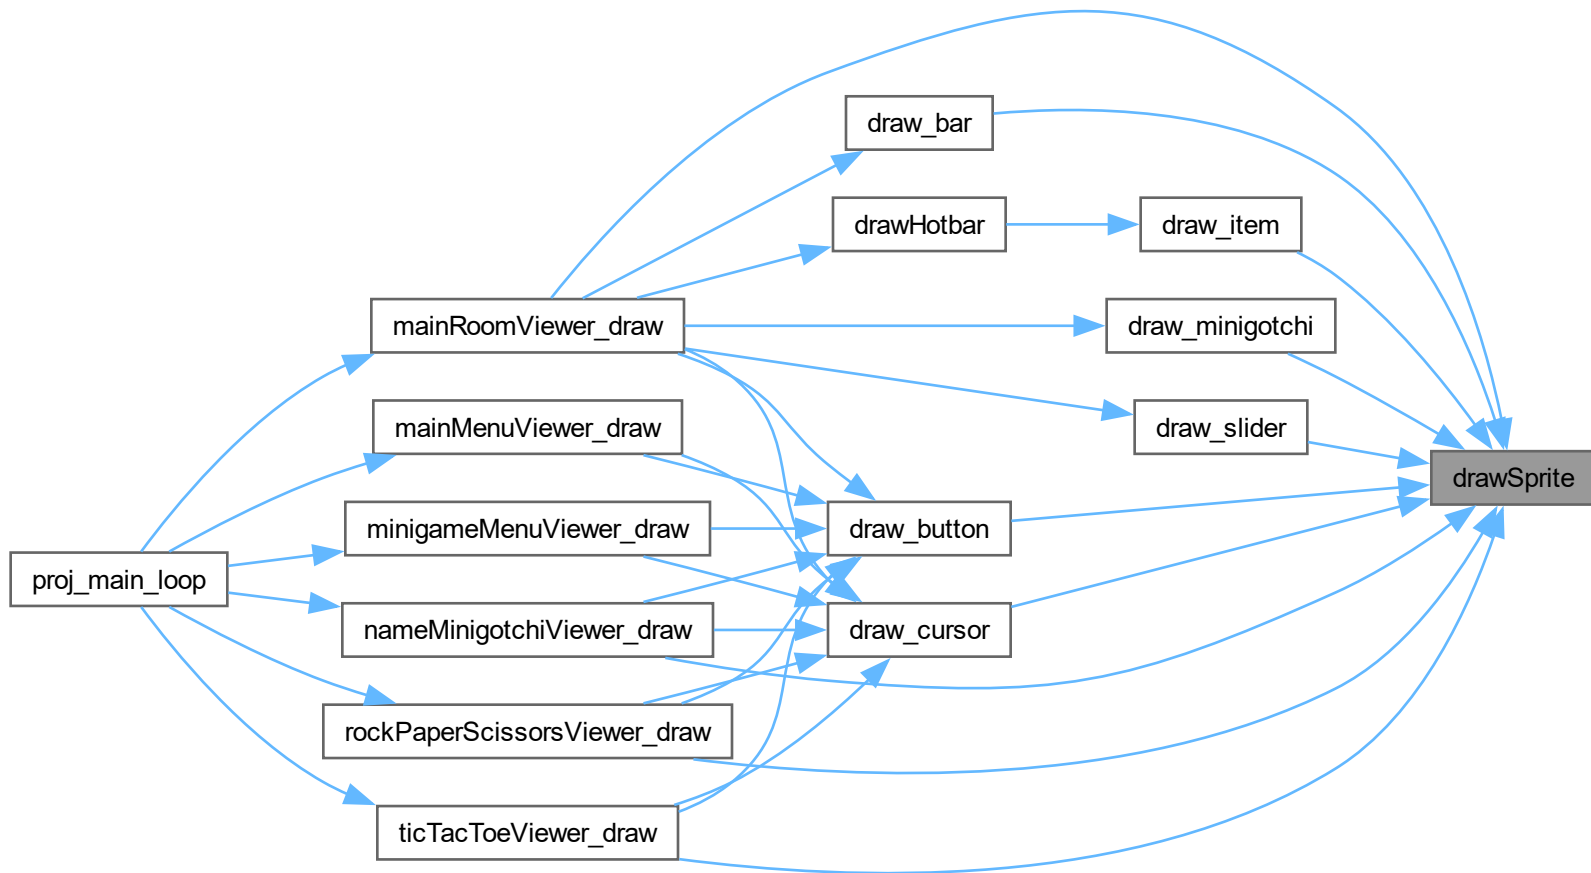 draw_bar
drawHotbar
draw_item
mainRoomViewer_draw
draw_minigotchi
mainMenuViewer_draw
draw_slider
drawSprite
minigameMenuViewer_draw
draw_button
proj_main_loop
nameMinigotchiViewer_draw
draw_cursor
rockPaperScissorsViewer_draw
ticTacToeViewer_draw